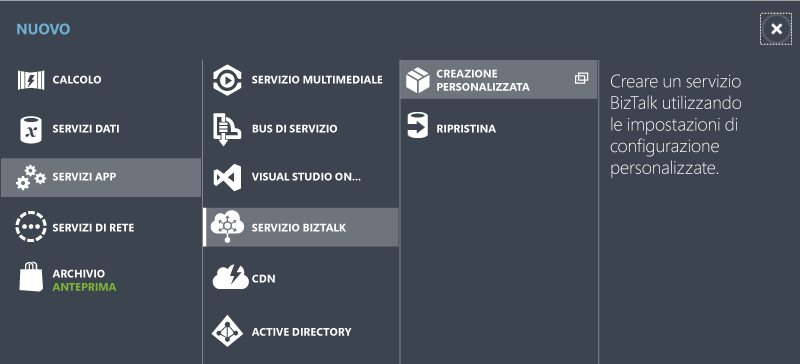 NUOVO
CALCOLO
SERVIZI DATI
SERVIZI APP
SERVIZI DI RETE
ARCHIVIO
ANTEPRIMA
SERVIZIO MULTIMEDIALE
BUS DI SERVIZIO
VISUAL STUDIO ON...
SERVIZIO BIZTALK
CDN
ACTIVE DIRECTORY
CREAZIONE
PERSONALIZZATA
RIPRISTINA
Creare un servizio
BizTalk utilizzando
le impostazioni di
configurazione
personalizzate.